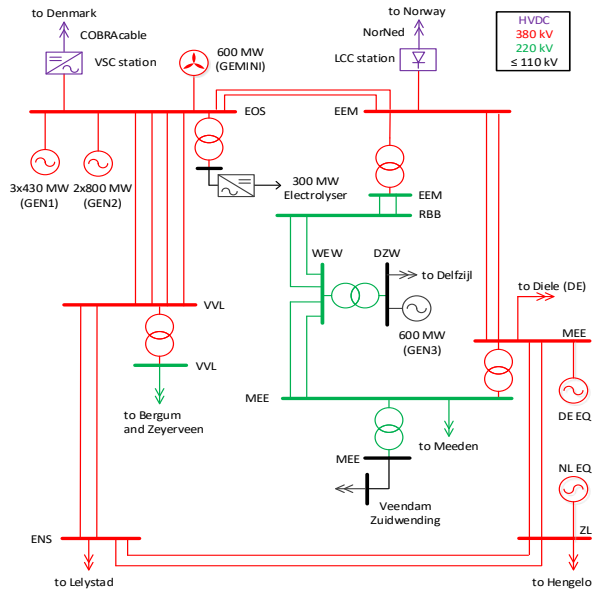 to Denmark
COBRAcable
VSC station
600 MW
(GEMINI)
to Norway
NorNed
LCC station
HVDC
380 kV
220 kV
≤ 110 kV
EOS
EEM
3x430 MW
(GEN1)
2x800 MW
(GEN2)
300 MW
Electrolyser
EEM
RBB
WEW
DZW
to Delfzijl
600 MW
(GEN3)
to Diele (DE)
VVL
MEE
VVL
MEE
to Bergum
and Zeyerveen
DE EQ
to Meeden
MEE
NL EQ
Veendam
Zuidwending
ENS
ZL
to Lelystad
to Hengelo